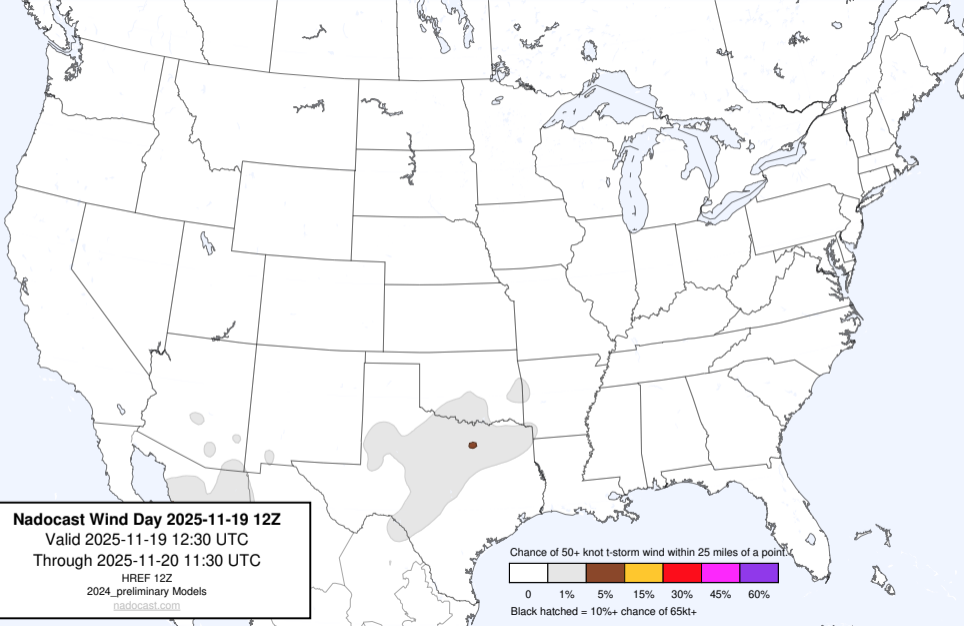 Nadocast Wind Day 2025-11-19 12Z
Valid 2025-11-19 12:30 UTC
Through 2025-11-20 11:30 UTC
HREF 12Z
2024_preliminary Models
nadocast.com
Chance of 50+ knot t-storm wind within 25 miles of a point.
0 1% 5% 15% 30% 45% 60%
Black hatched = 10%+ chance of 65kt+